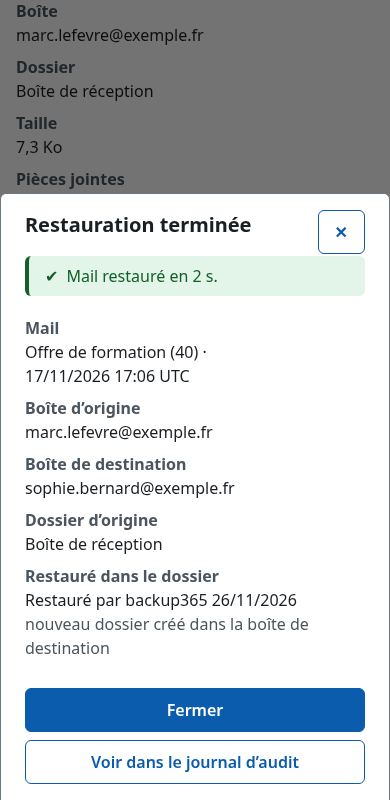 Boîte
marc.lefevre@exemple.fr
Dossier
Boîte de réception
Taille
7,3 Ko
Pièces jointes
Restauration terminée
×
✔ Mail restauré en 2 s.
Mail
Offre de formation (40) ·
17/11/2026 17:06 UTC
Boîte d’origine
marc.lefevre@exemple.fr
Boîte de destination
sophie.bernard@exemple.fr
Dossier d’origine
Boîte de réception
Restauré dans le dossier
Restauré par backup365 26/11/2026
nouveau dossier créé dans la boîte de
destination
Fermer
Voir dans le journal d’audit